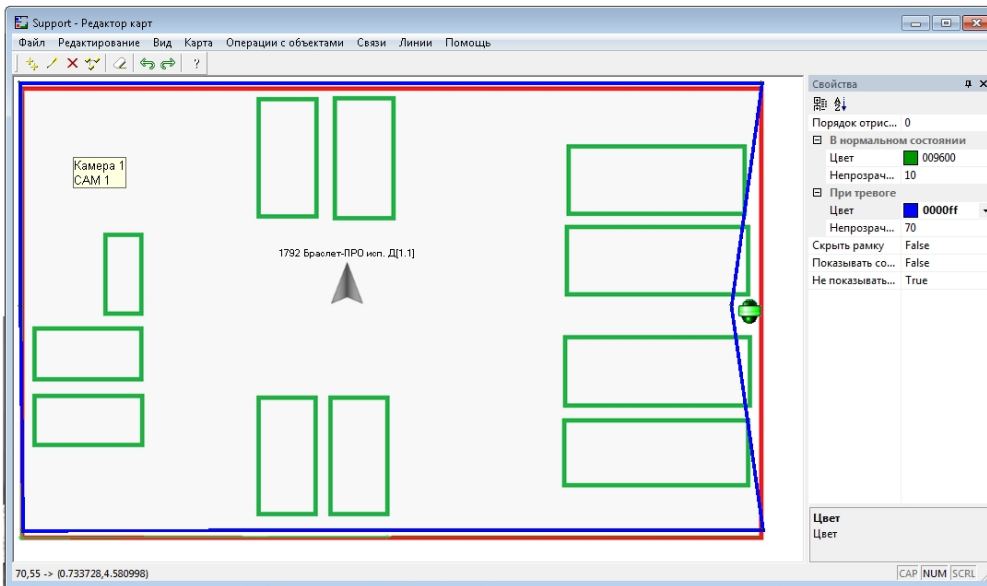 Support - Редактор карт
Файл Редактирование Вид Карта Операции с объектами Связи Линии Помощь
?
Камера 1
CAM 1
1792 Браслет-ПРО исп. Д[1.1]
Свойства
Порядок отрис... 0
В нормальном состоянии
Цвет 009600
Непрозрач... 10
При тревоге
Цвет 0000ff
Непрозрач... 70
Скрыть рамку False
Показывать со... False
Не показывать... True
Цвет
Цвет
70,55 -> (0.733728,4.580998)
CAP NUM SCRL